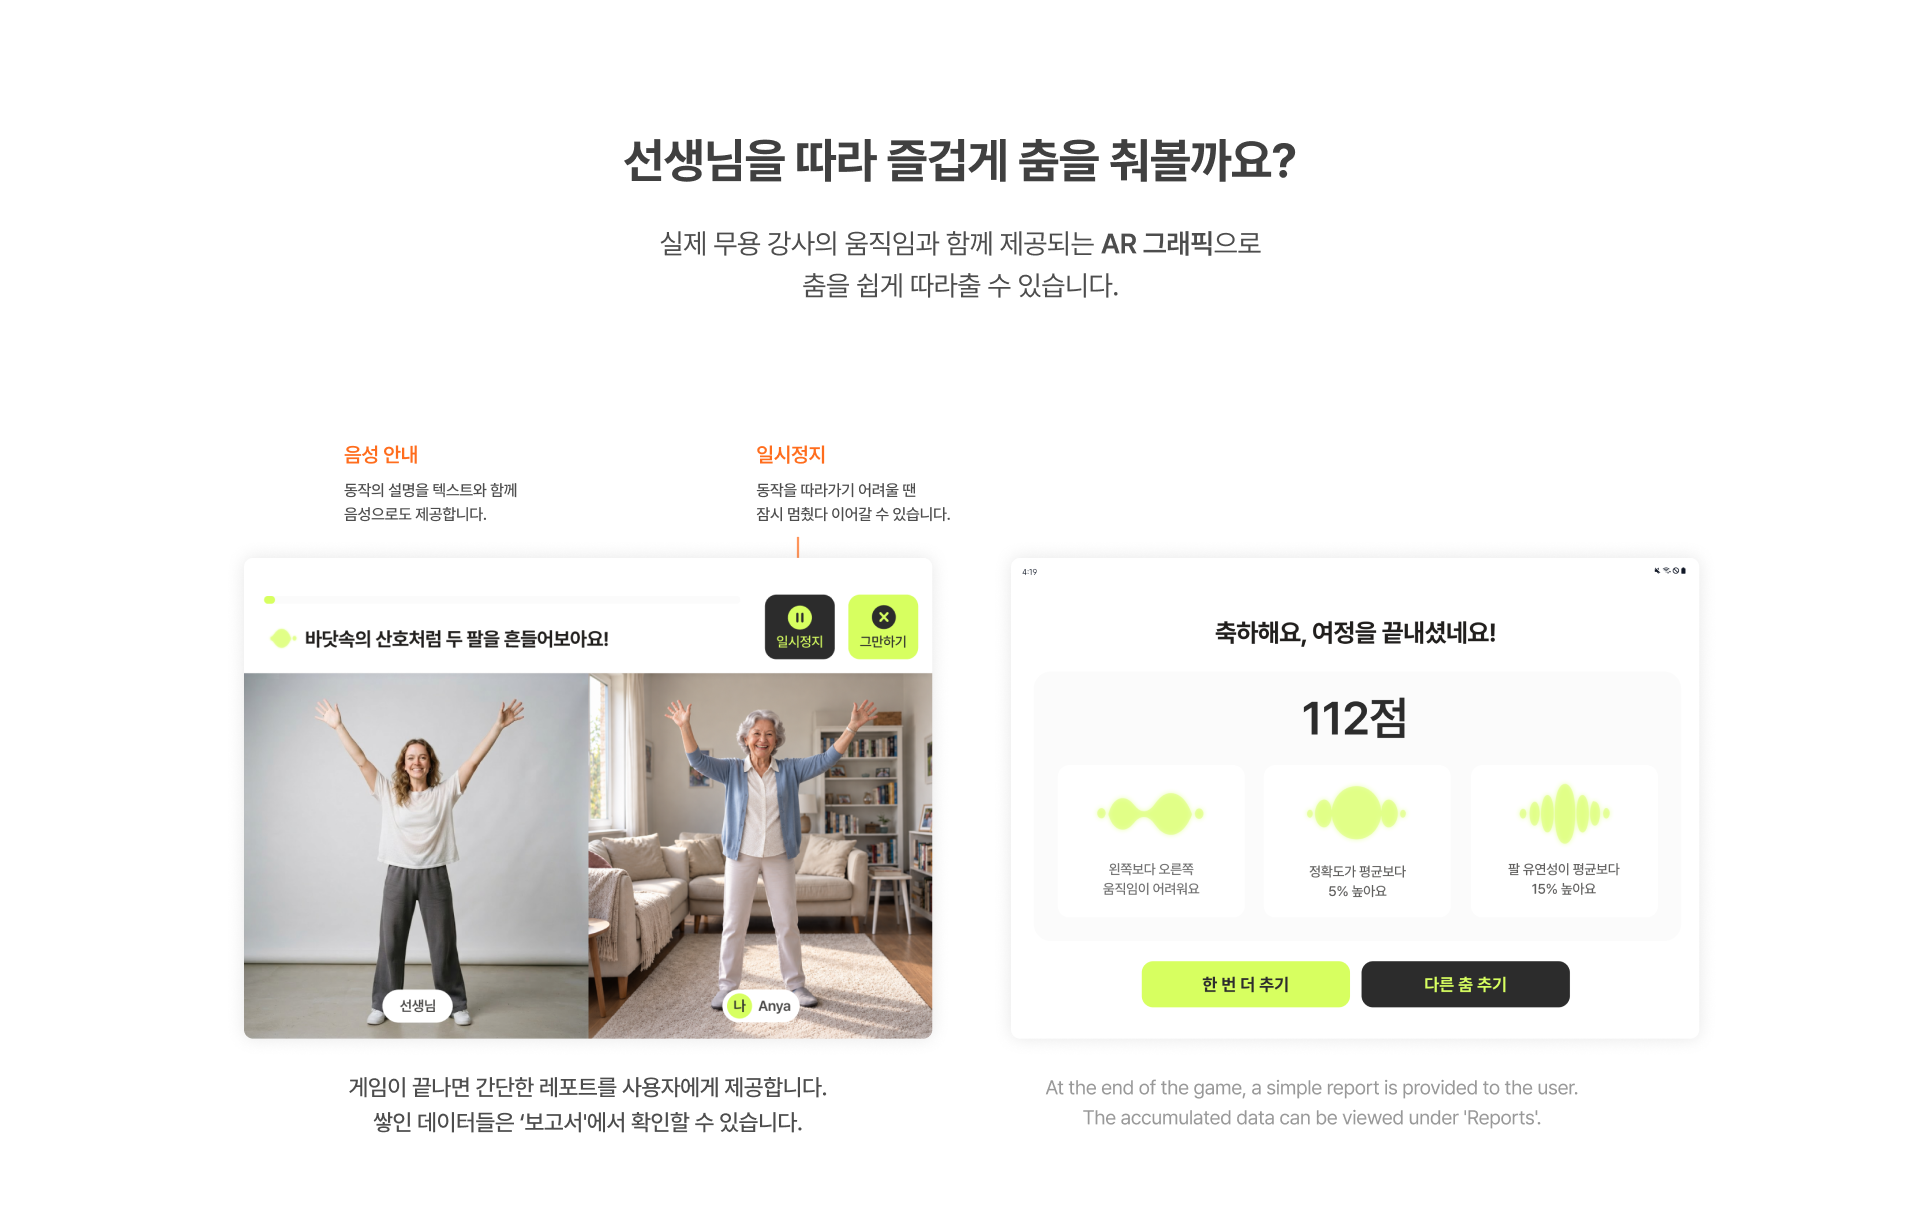 선생님을 따라 즐겁게 춤을 춰볼까요?
실제 무용 강사의 움직임과 함께 제공되는 AR 그래픽으로
춤을 쉽게 따라출 수 있습니다.
음성 안내
동작의 설명을 텍스트와 함께
음성으로도 제공합니다.
일시정지
동작을 따라가기 어려울 땐
잠시 멈췄다 이어갈 수 있습니다.
바닷속의 산호처럼 두 팔을 흔들어보아요!
일시정지
그만하기
선생님
나 Anya
4:19
축하해요, 여정을 끝내셨네요!
112점
왼쪽보다 오른쪽
움직임이 어려워요
정확도가 평균보다
5% 높아요
팔 유연성이 평균보다
15% 높아요
한 번 더 추기
다른 춤 추기
게임이 끝나면 간단한 레포트를 사용자에게 제공합니다.
쌓인 데이터들은 ‘보고서'에서 확인할 수 있습니다.
At the end of the game, a simple report is provided to the user.
The accumulated data can be viewed under 'Reports'.